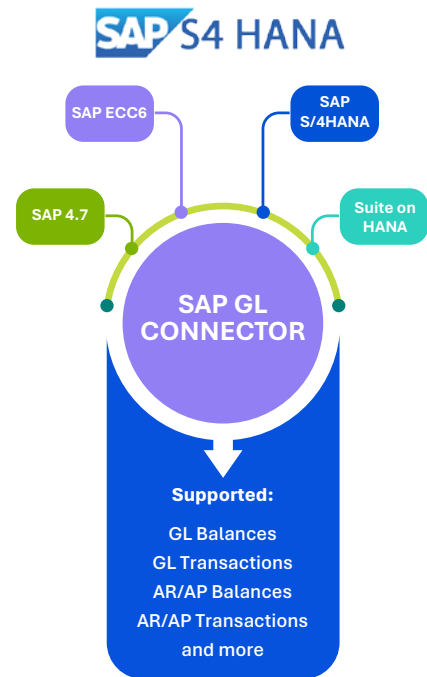 SAP S4 HANA
SAP ECC6
SAP
S/4HANA
SAP 4.7
Suite on
HANA
SAP GL
CONNECTOR
Supported:
GL Balances
GL Transactions
AR/AP Balances
AR/AP Transactions
and more